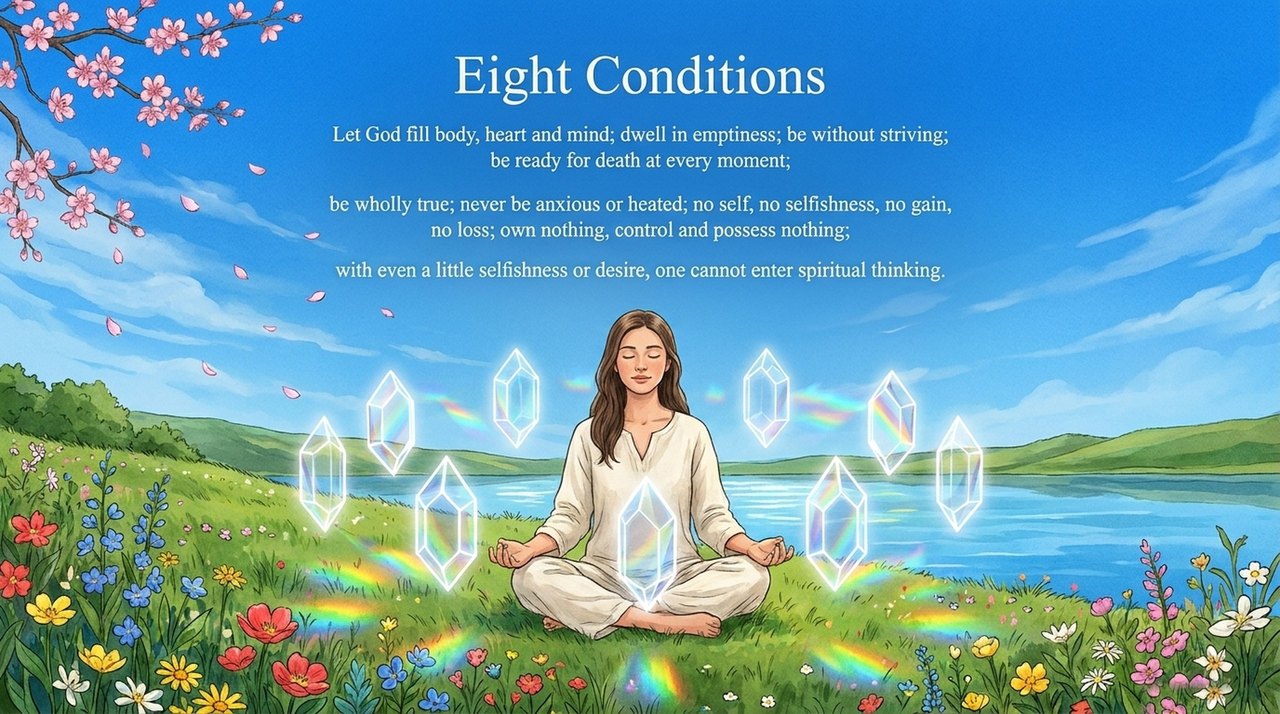 Eight Conditions
Let God fill body, heart and mind; dwell in emptiness; be without striving;
be ready for death at every moment;
be wholly true; never be anxious or heated; no self, no selfishness, no gain,
no loss; own nothing, control and possess nothing;
with even a little selfishness or desire, one cannot enter spiritual thinking.